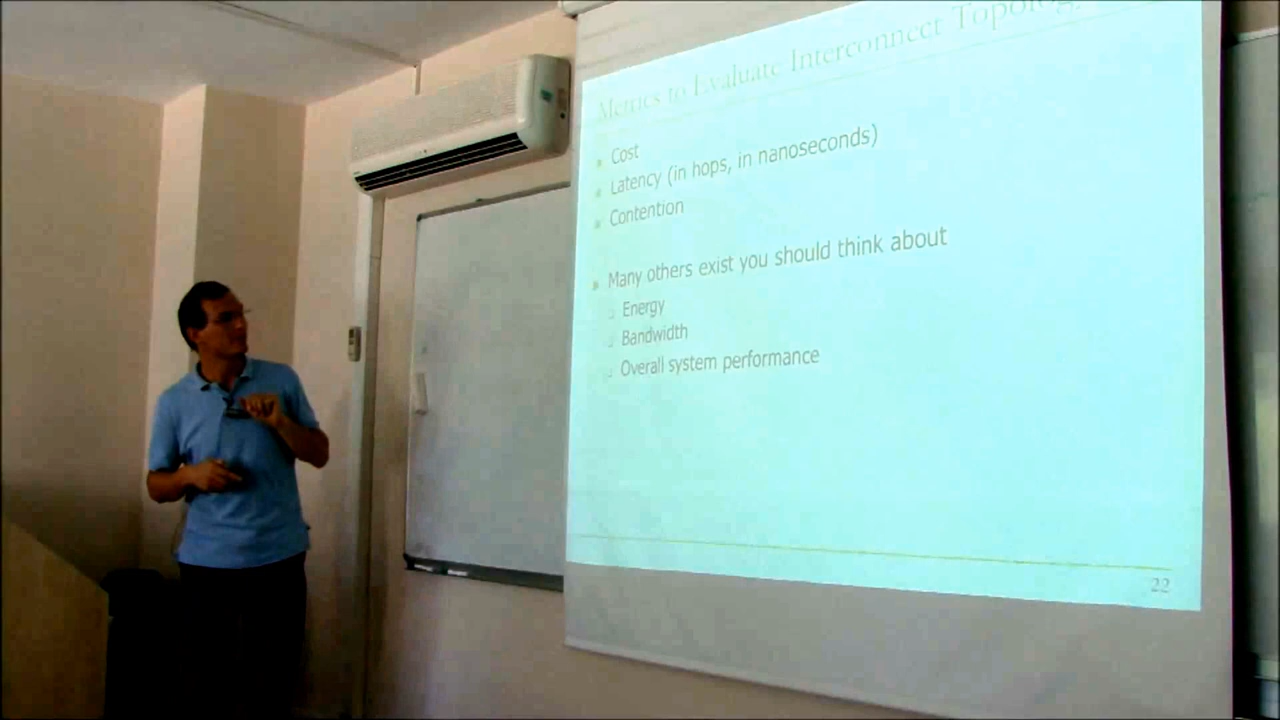 Metrics to Evaluate Interconnect Topology
Cost
Latency (in hops, in nanoseconds)
Contention
Many others exist you should think about
Energy
Bandwidth
Overall system performance
22